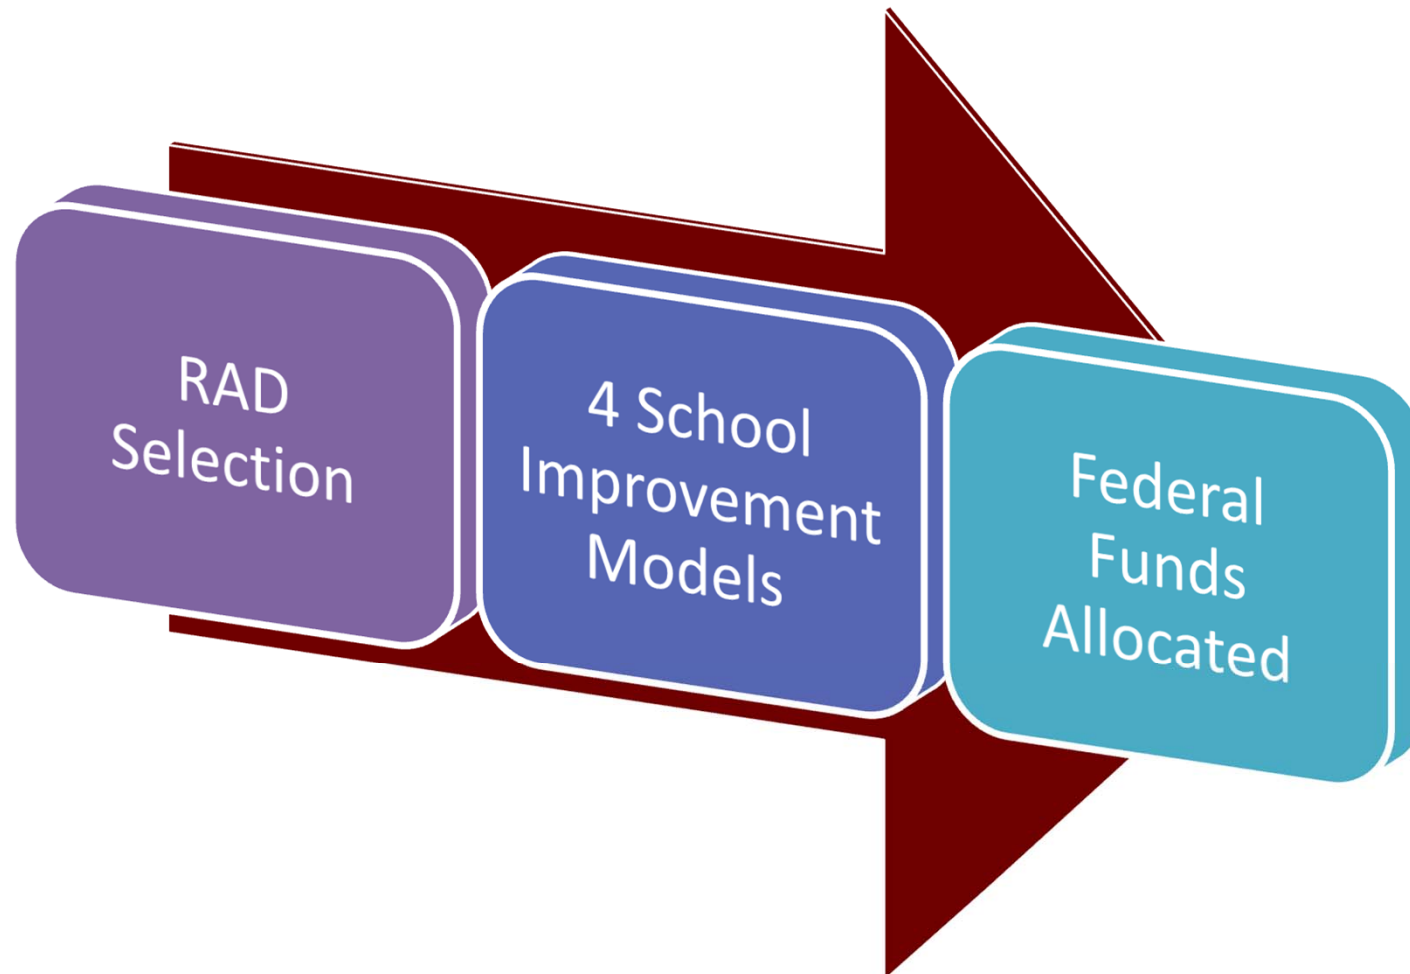 RAD
Selection
4 School
Improvement
Models
Federal
Funds
Allocated